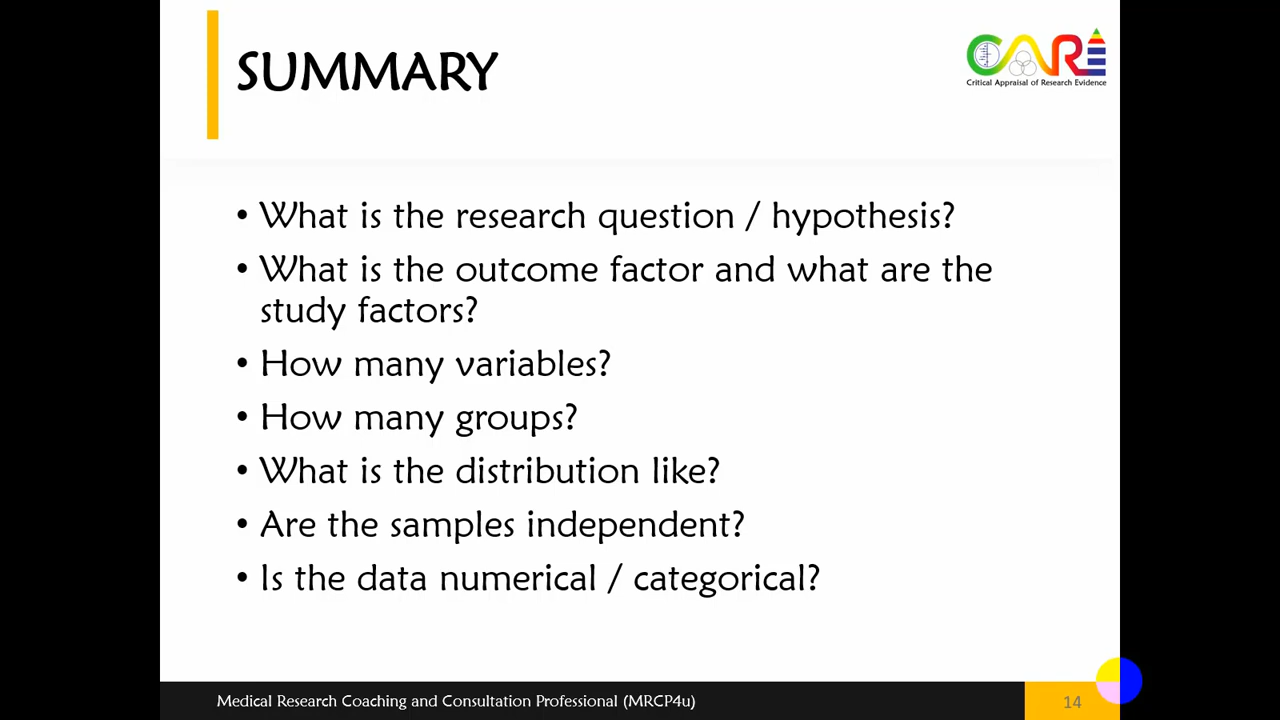 SUMMARY
CARE
Critical Appraisal of Research Evidence
• What is the research question / hypothesis?
• What is the outcome factor and what are the
study factors?
• How many variables?
• How many groups?
• What is the distribution like?
• Are the samples independent?
• Is the data numerical / categorical?
Medical Research Coaching and Consultation Professional (MRCP4u)
14